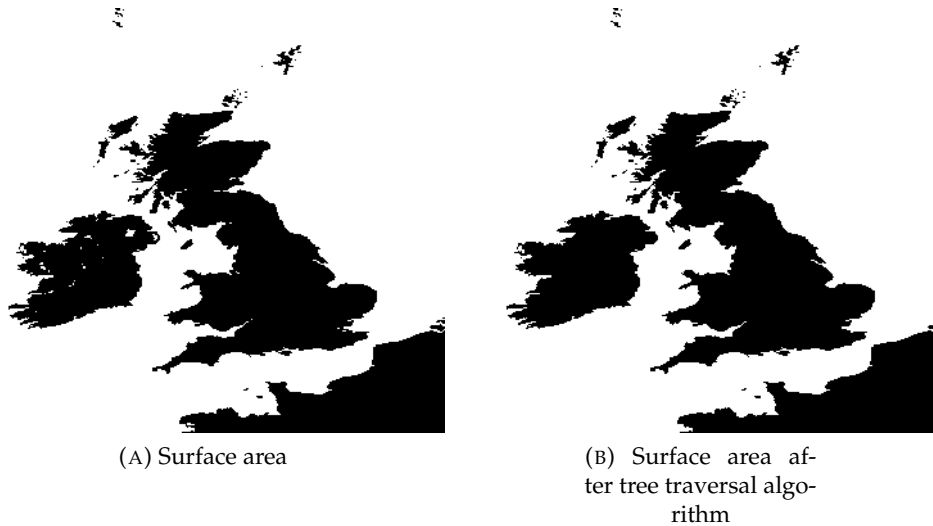 (A) Surface area
(B) Surface area af-
ter tree traversal algo-
rithm